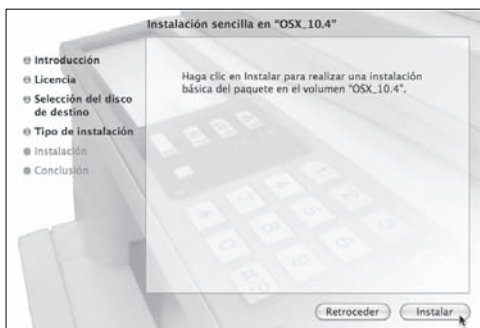 Instalación sencilla en "OSX_10.4"
Introducción
Licencia
Selección del disco
de destino
Tipo de instalación
Instalación
Conclusión
Haga clic en Instalar para realizar una instalación
básica del paquete en el volumen "OSX_10.4".
Retroceder
Instalar